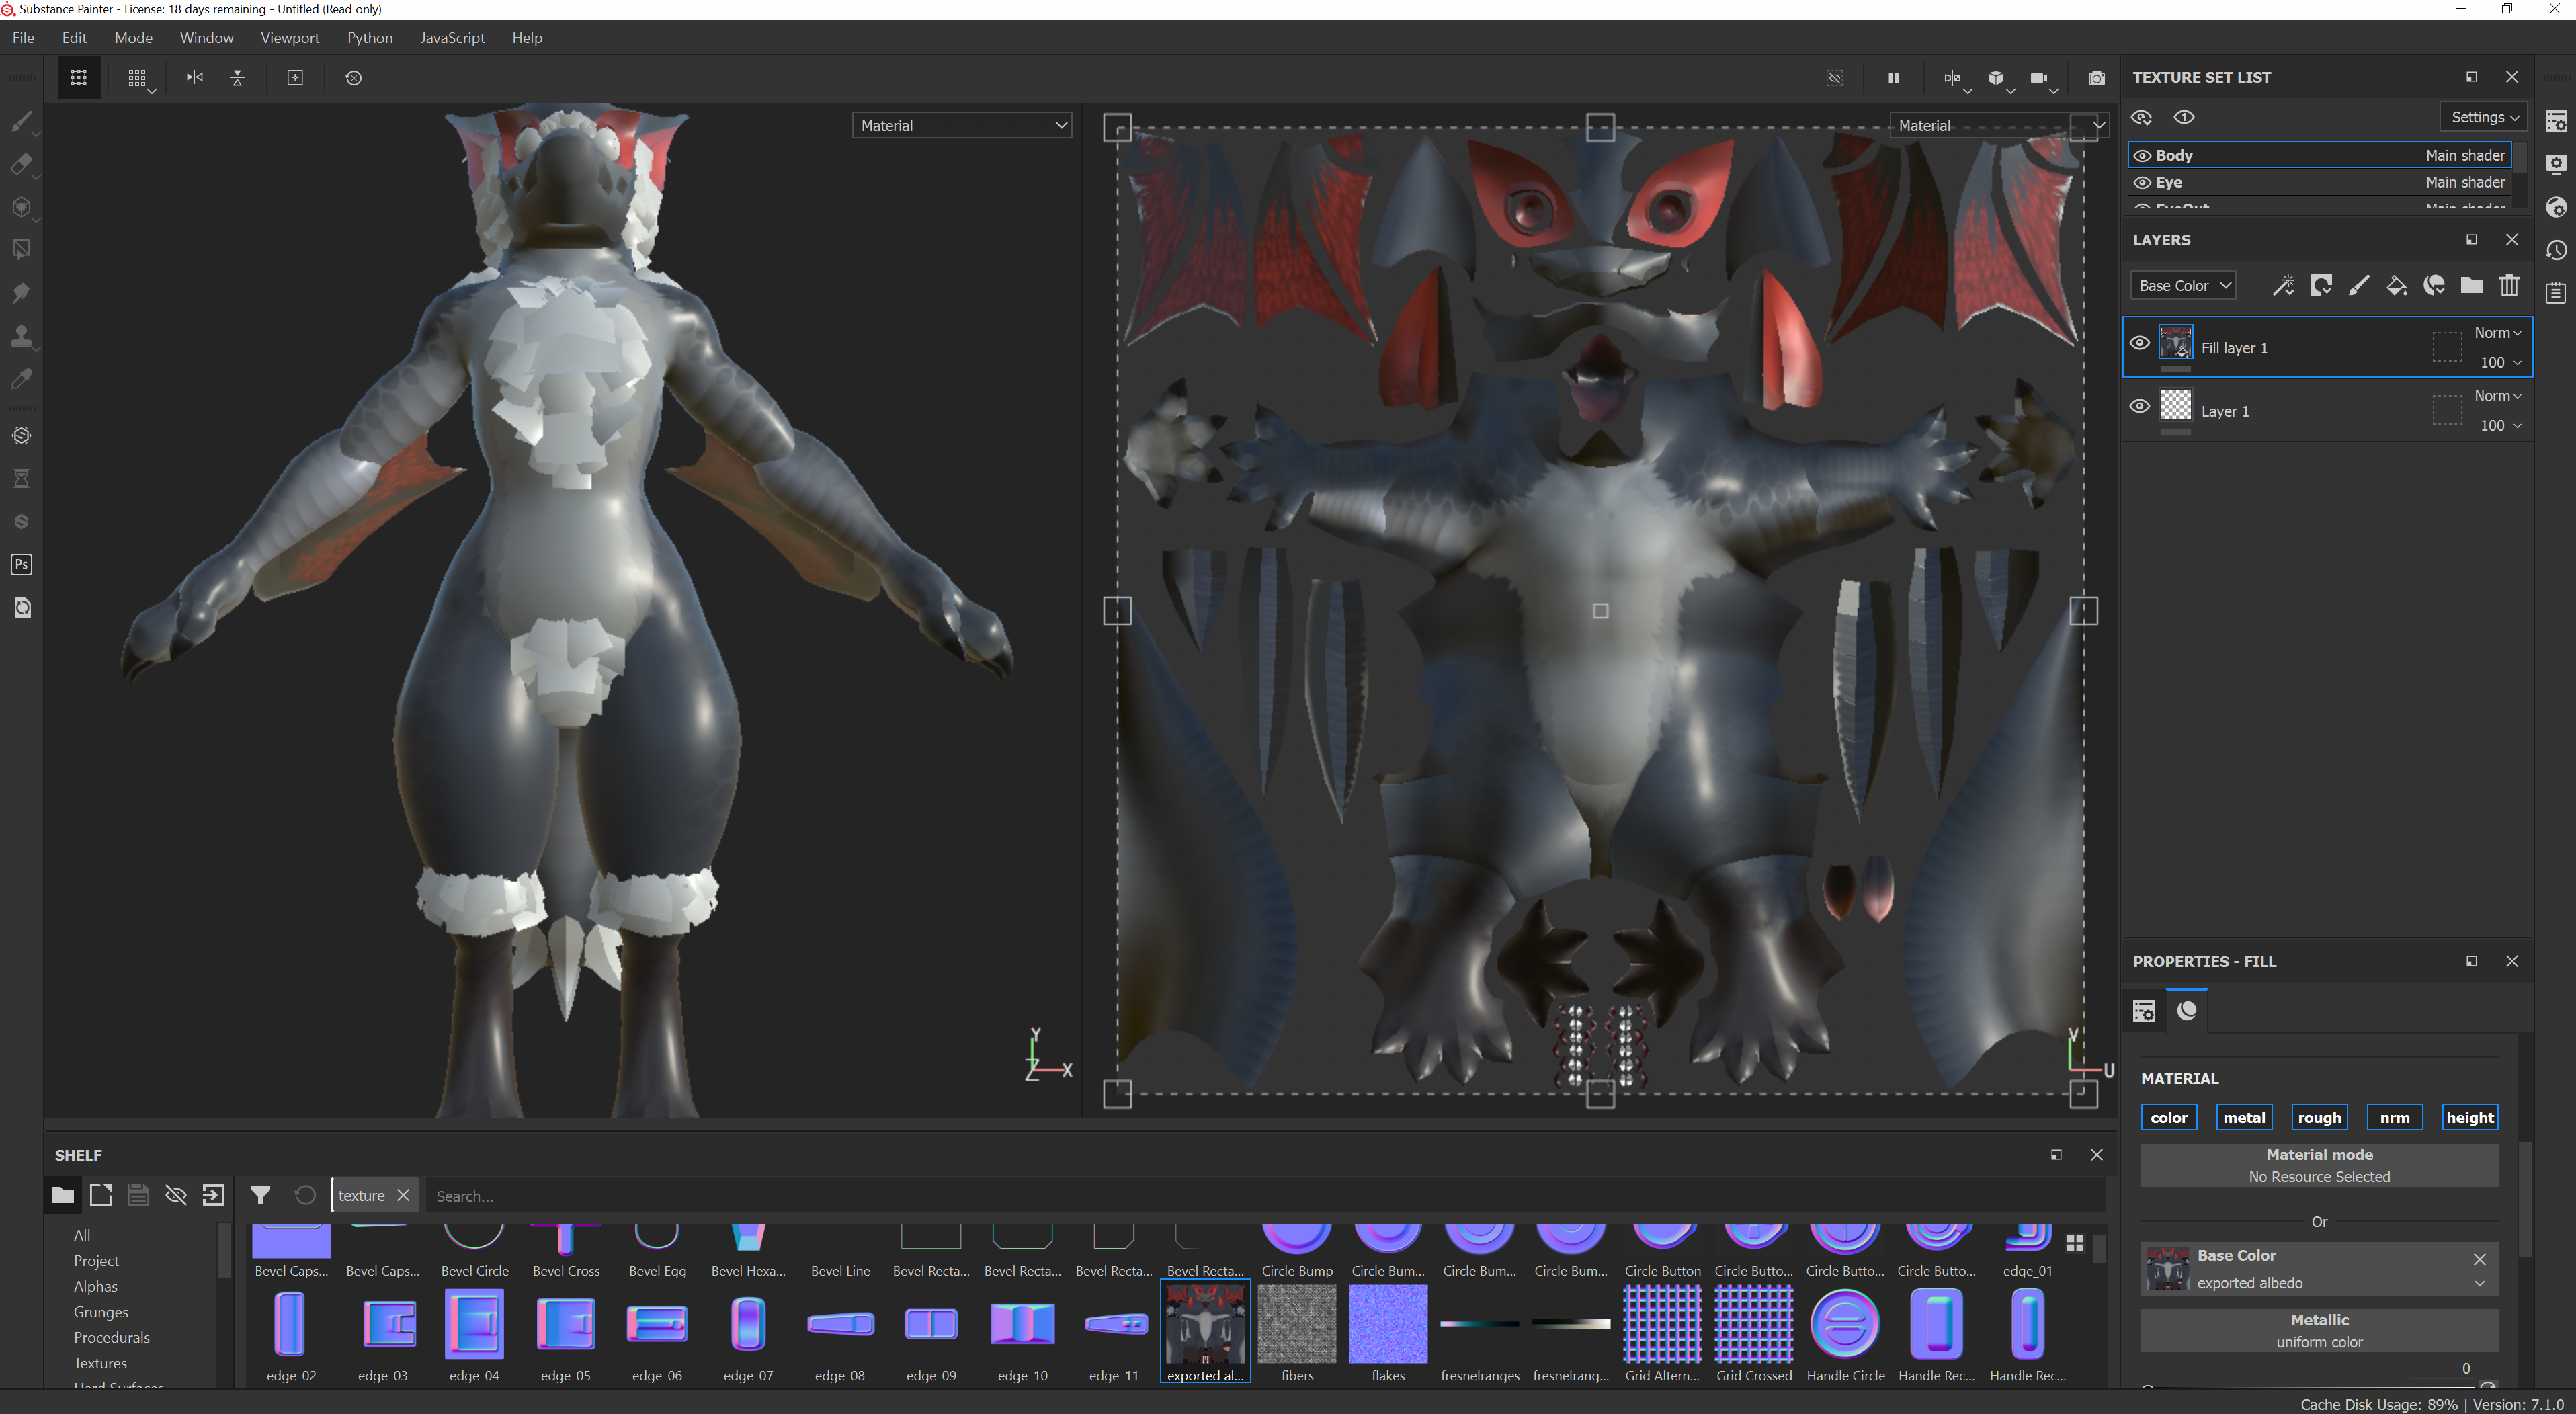 Substance Painter - License: 18 days remaining - Untitled (Read only)
File Edit Mode Window Viewport Python JavaScript Help
Material
Material
Y
Z X
V
U
TEXTURE SET LIST
Settings
Body Main shader
Eye Main shader
EyeOut Main shader
LAYERS
Base Color
Norm
Fill layer 1
100
Norm
Layer 1
100
Ps
PROPERTIES - FILL
MATERIAL
color metal rough nrm height
Material mode
No Resource Selected
Or
Base Color
exported albedo
Metallic
uniform color
0
SHELF
texture Search...
All
Project
Alphas
Grunges
Procedurals
Textures
Hard Surfaces
Bevel Caps... Bevel Caps... Bevel Circle Bevel Cross Bevel Egg Bevel Hexa... Bevel Line Bevel Recta... Bevel Recta... Bevel Recta... Bevel Recta... Circle Bump Circle Bum... Circle Bum... Circle Bum... Circle Button Circle Butto... Circle Butto... Circle Butto... edge_01
edge_02 edge_03 edge_04 edge_05 edge_06 edge_07 edge_08 edge_09 edge_10 edge_11 exported al... fibers flakes fresnelranges fresnelrang... Grid Altern... Grid Crossed Handle Circle Handle Rec... Handle Rec...
Cache Disk Usage: 89% | Version: 7.1.0